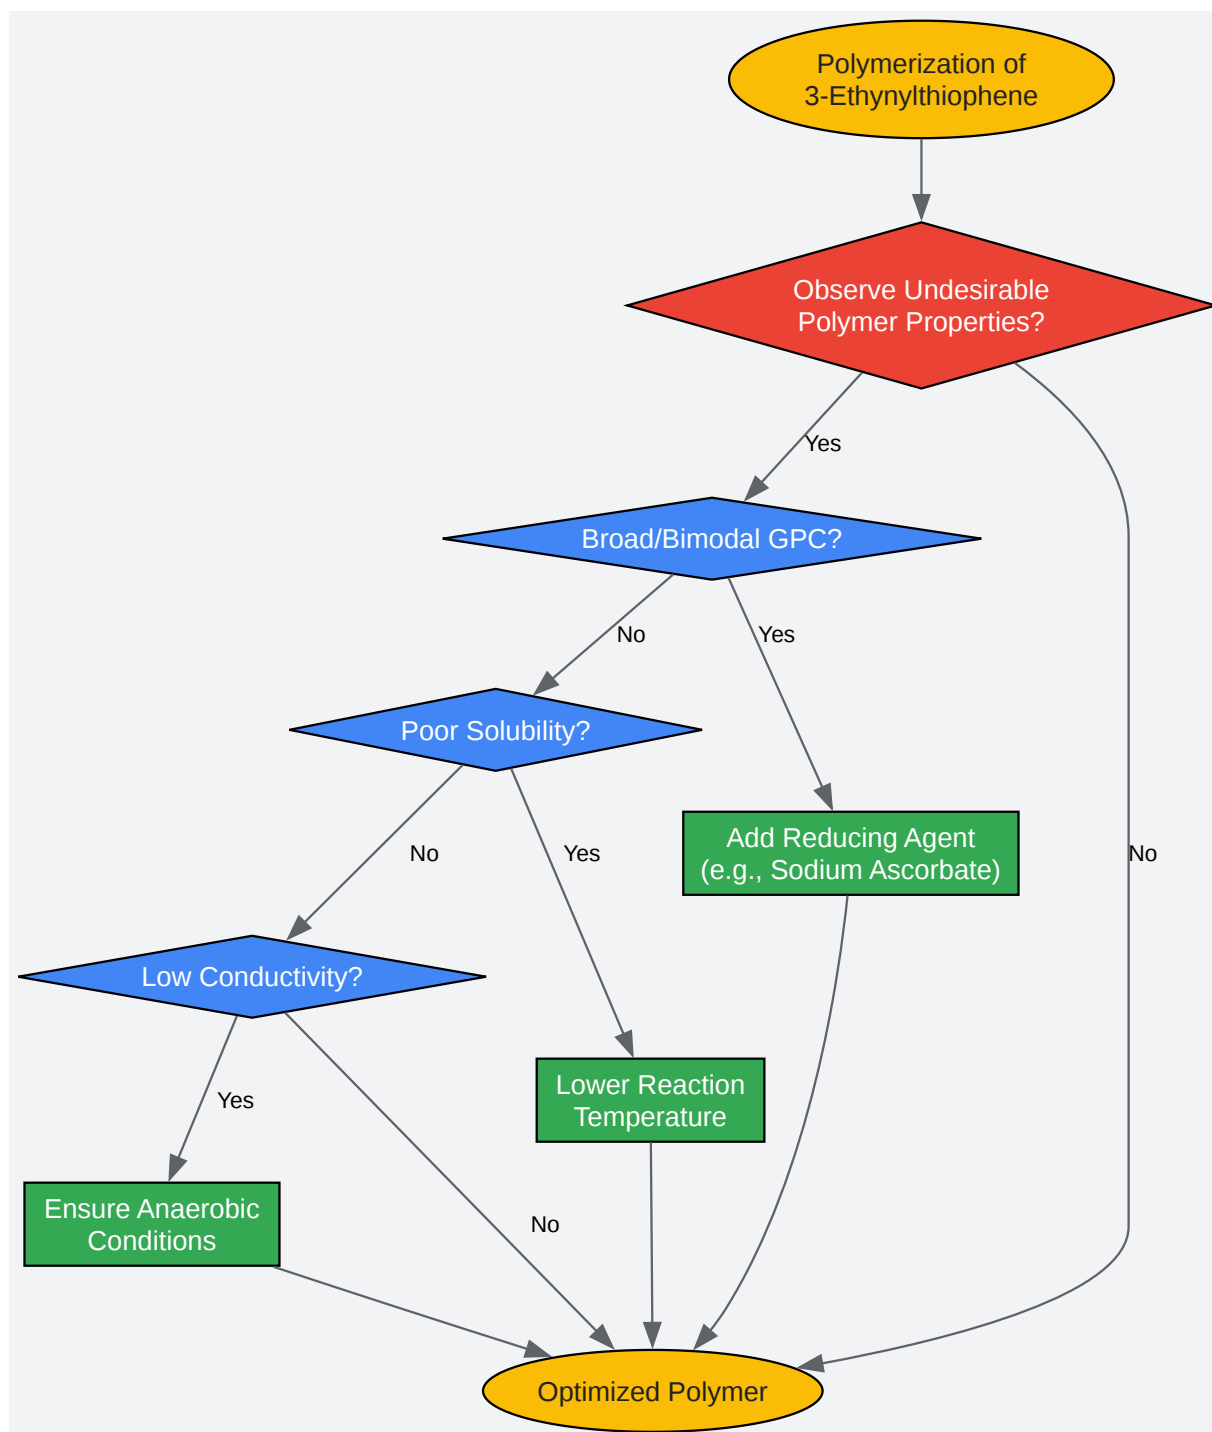 Polymerization of
3-Ethynylthiophene
Observe Undesirable
Polymer Properties?
Yes
Broad/Bimodal GPC?
No
Yes
Poor Solubility?
Add Reducing Agent
(e.g., Sodium Ascorbate)
No
Yes
No
Low Conductivity?
Lower Reaction
Temperature
Yes
Ensure Anaerobic
Conditions
No
Optimized Polymer